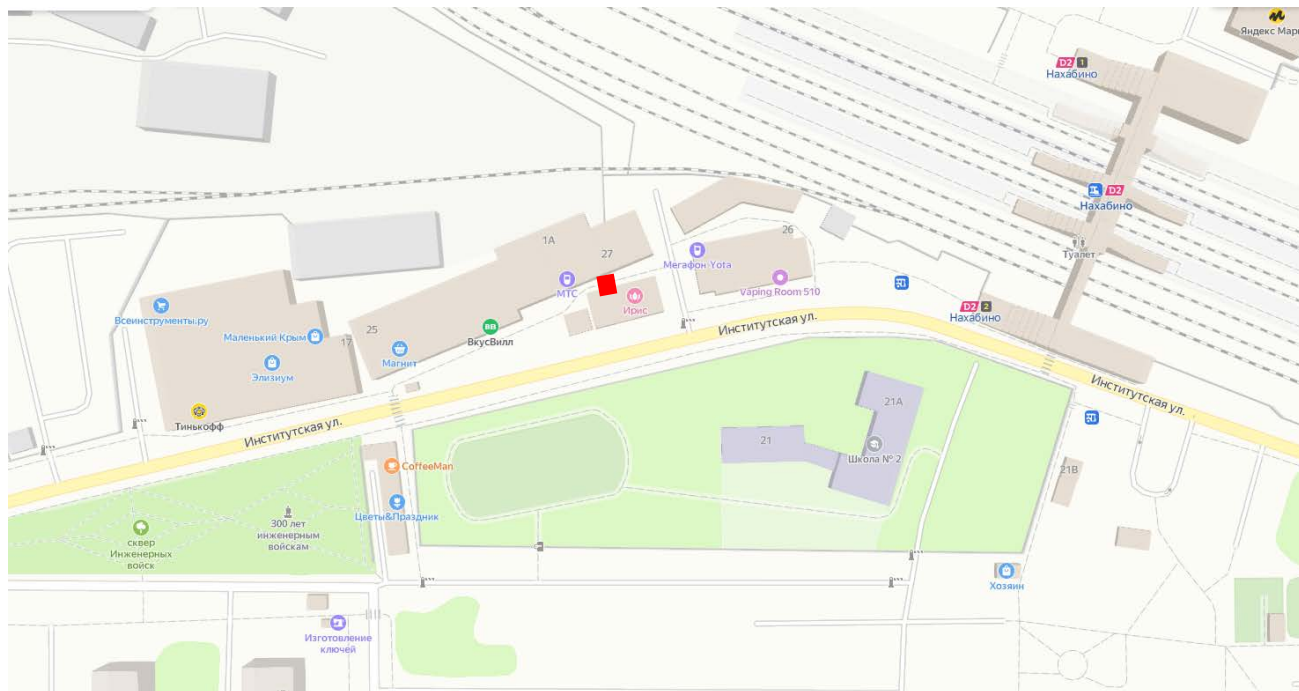 Яндекс Мар
D2 1
Нахабино
D2
Нахабино
Туалет
26
1А
27
Мегафон-Yota
МТС
Vaping Room 510
Ирис
Всеинструменты.ру
D2 2
Нахабино
25
BB
ВкусВилл
Институтская ул.
Маленький Крым
17
Магнит
Элизиум
Институтская ул.
21А
Тинькофф
Институтская ул.
21
Школа № 2
CoffeeMan
21В
Цветы&Праздник
300 лет
инженерным
войскам
сквер
Инженерных
войск
Хозяин
Изготовление
ключей